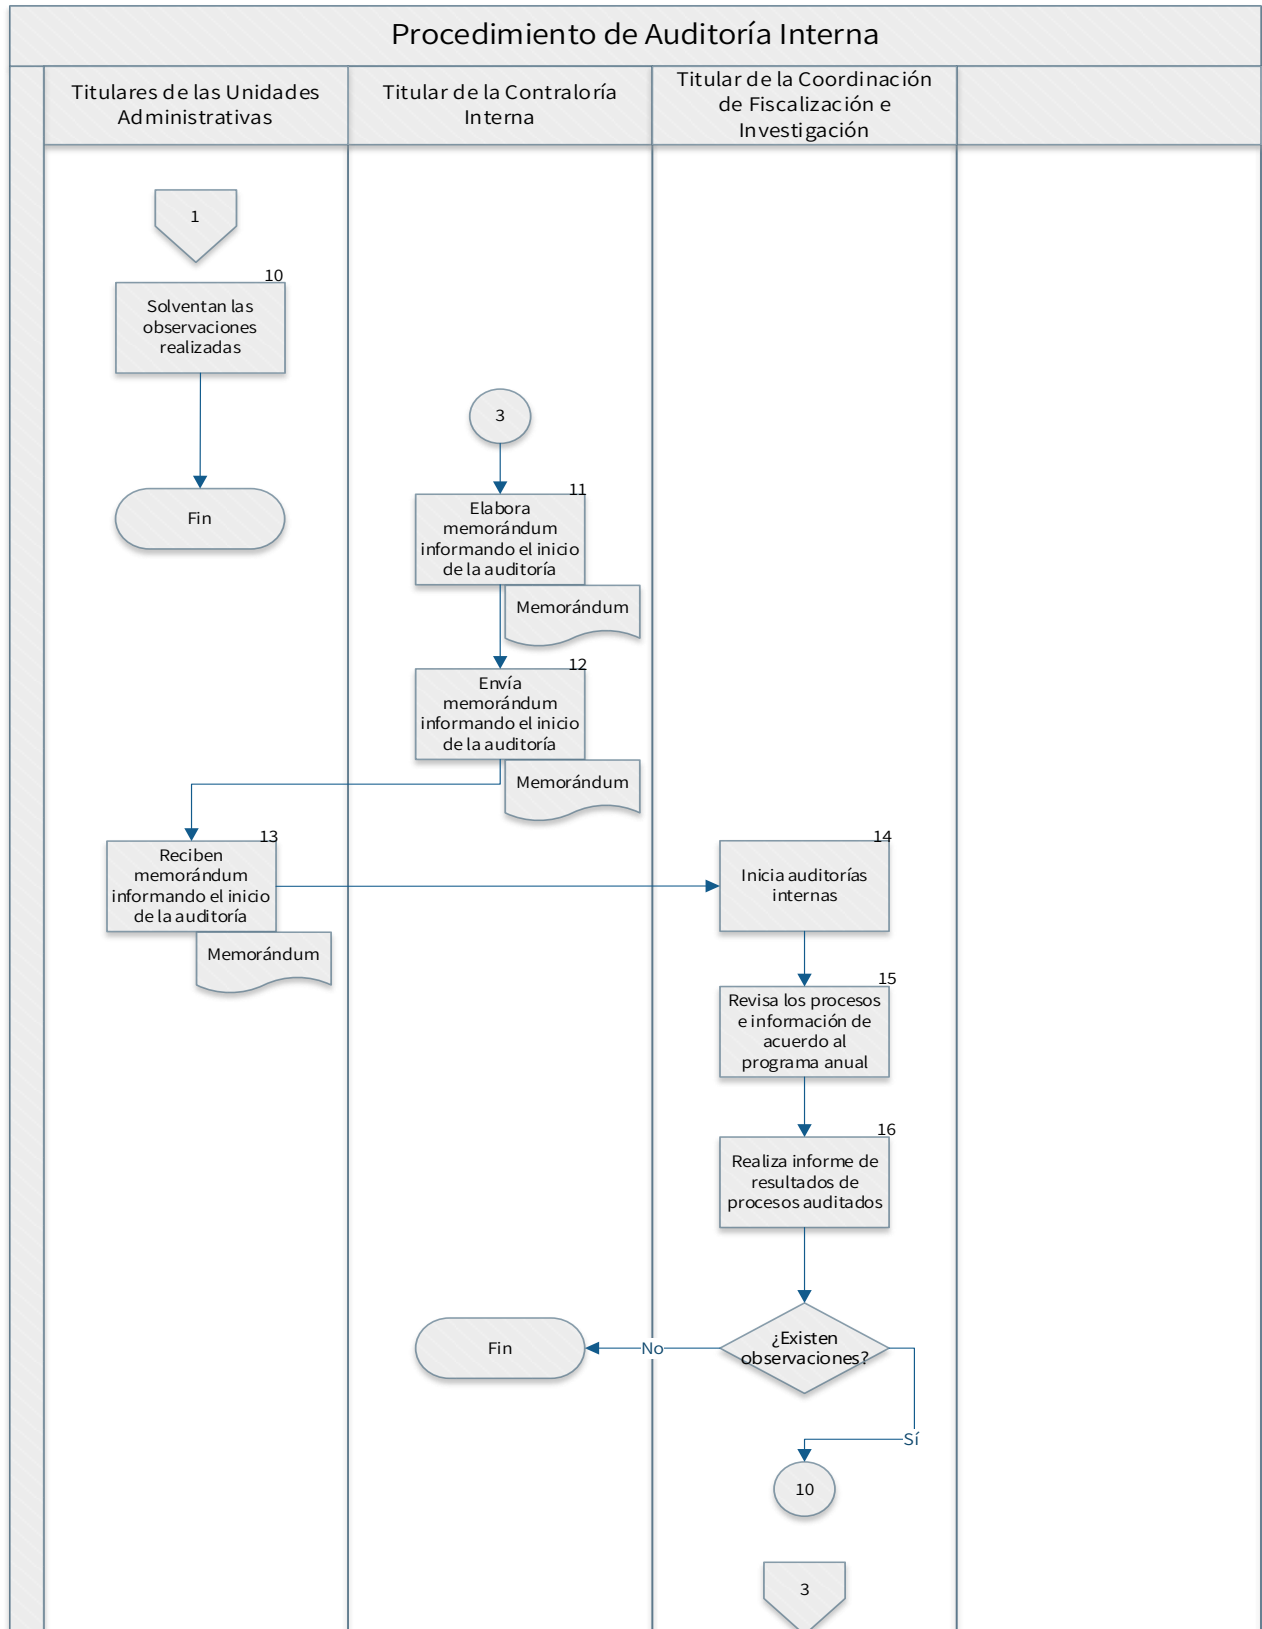 Procedimiento de Auditoría Interna
Titulares de las Unidades
Administrativas
Titular de la Contraloría
Interna
Titular de la Coordinación
de Fiscalización e
Investigación
1
10
Solventan las
observaciones
realizadas
Fin
3
11
Elabora
memorándum
informando el inicio
de la auditoría
Memorándum
12
Envía
memorándum
informando el inicio
de la auditoría
Memorándum
13
Reciben
memorándum
informando el inicio
de la auditoría
Memorándum
14
Inicia auditorías
internas
15
Revisa los procesos
e información de
acuerdo al
programa anual
16
Realiza informe de
resultados de
procesos auditados
¿Existen
observaciones?
No
Fin
Sí
10
3